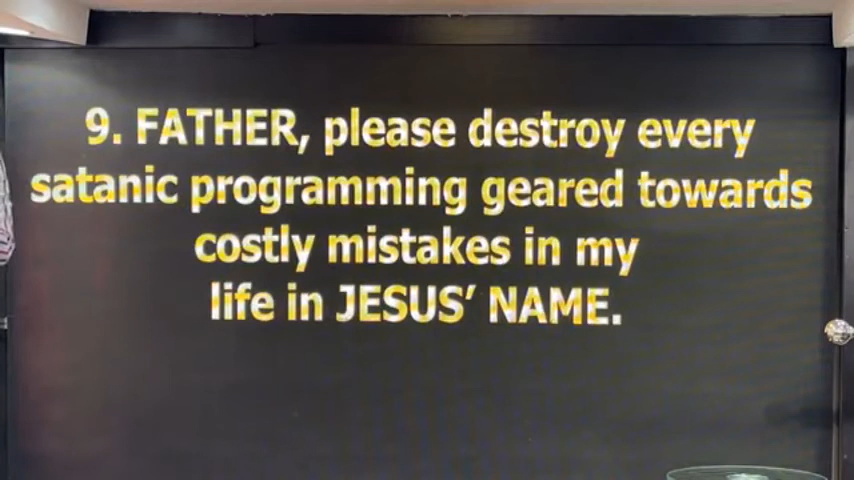 9. FATHER, please destroy every
satanic programming geared towards
costly mistakes in my
life in JESUS’ NAME.